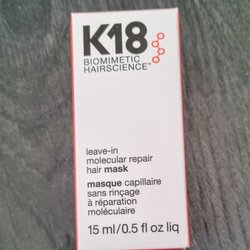 K18
BIOMIMETIC
HAIRSCIENCE™
leave-in
molecular repair
hair mask
masque capillaire
sans rinçage
à réparation
moléculaire
15 ml/0.5 fl oz liq